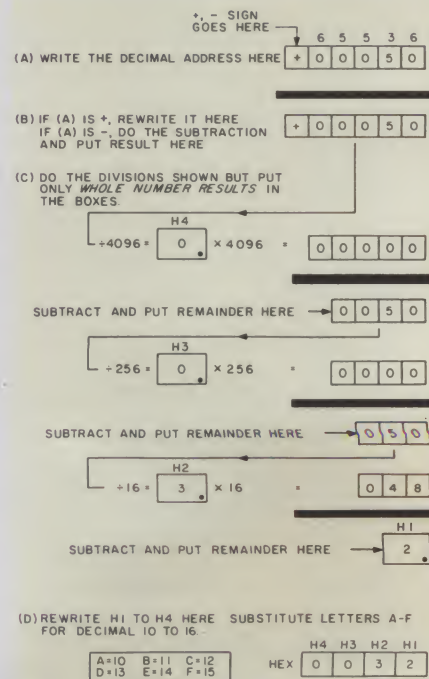 +, - SIGN
GOES HERE
6 5 5 3 6
(A) WRITE THE DECIMAL ADDRESS HERE + 0 0 0 5 0
(B) IF (A) IS +, REWRITE IT HERE
IF (A) IS -, DO THE SUBTRACTION
AND PUT RESULT HERE
+ 0 0 0 5 0
(C) DO THE DIVISIONS SHOWN BUT PUT
ONLY WHOLE NUMBER RESULTS IN
THE BOXES.
H4
÷4096= 0. ×4096 = 0 0 0 0 0
SUBTRACT AND PUT REMAINDER HERE 0 0 5 0
H3
÷256= 0. ×256 = 0 0 0 0
SUBTRACT AND PUT REMAINDER HERE 0 5 0
H2
÷16= 3. ×16 = 0 4 8
H1
SUBTRACT AND PUT REMAINDER HERE 2.
(D) REWRITE H1 TO H4 HERE SUBSTITUTE LETTERS A-F
FOR DECIMAL 10 TO 16.
H4 H3 H2 H1
A=10 B=11 C=12
D=13 E=14 F=15
HEX 0 0 3 2